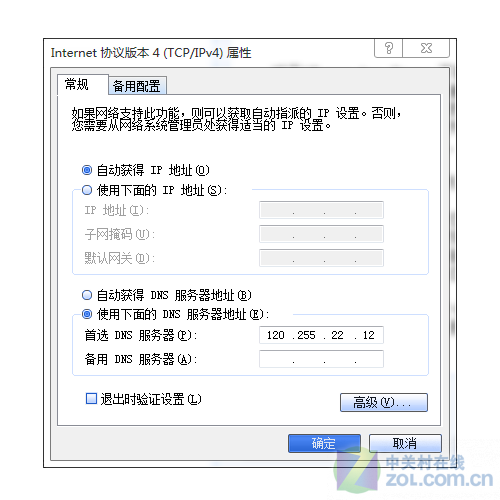 Internet 协议版本 4 (TCP/IPv4) 属性
常规 备用配置
如果网络支持此功能，则可以获取自动指派的 IP 设置。否则，
您需要从网络系统管理员处获得适当的 IP 设置。
自动获得 IP 地址(O)
使用下面的 IP 地址(S):
IP 地址(I): . . .
子网掩码(U): . . .
默认网关(D): . . .
自动获得 DNS 服务器地址(B)
使用下面的 DNS 服务器地址(E):
首选 DNS 服务器(P): 120 .255 . 22 . 12
备用 DNS 服务器(A): . . .
退出时验证设置(L)
高级(V)...
确定 取消
中关村在线
zol.com.cn